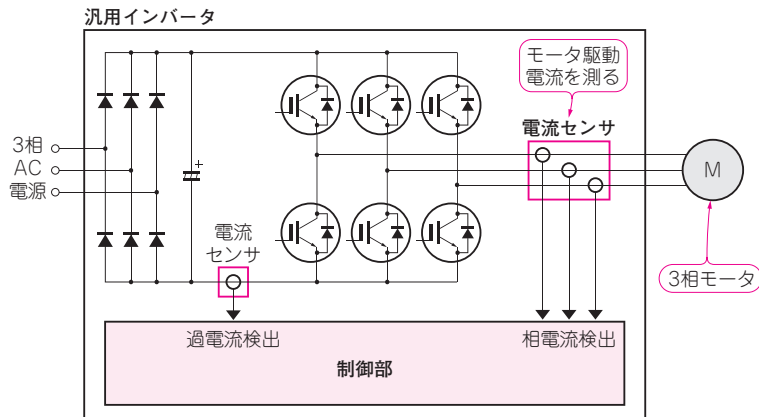 汎用インバータ
モータ駆動
電流を測る
電流センサ
3相
AC
電源
+
M
電流
センサ
3相モータ
過電流検出
相電流検出
制御部